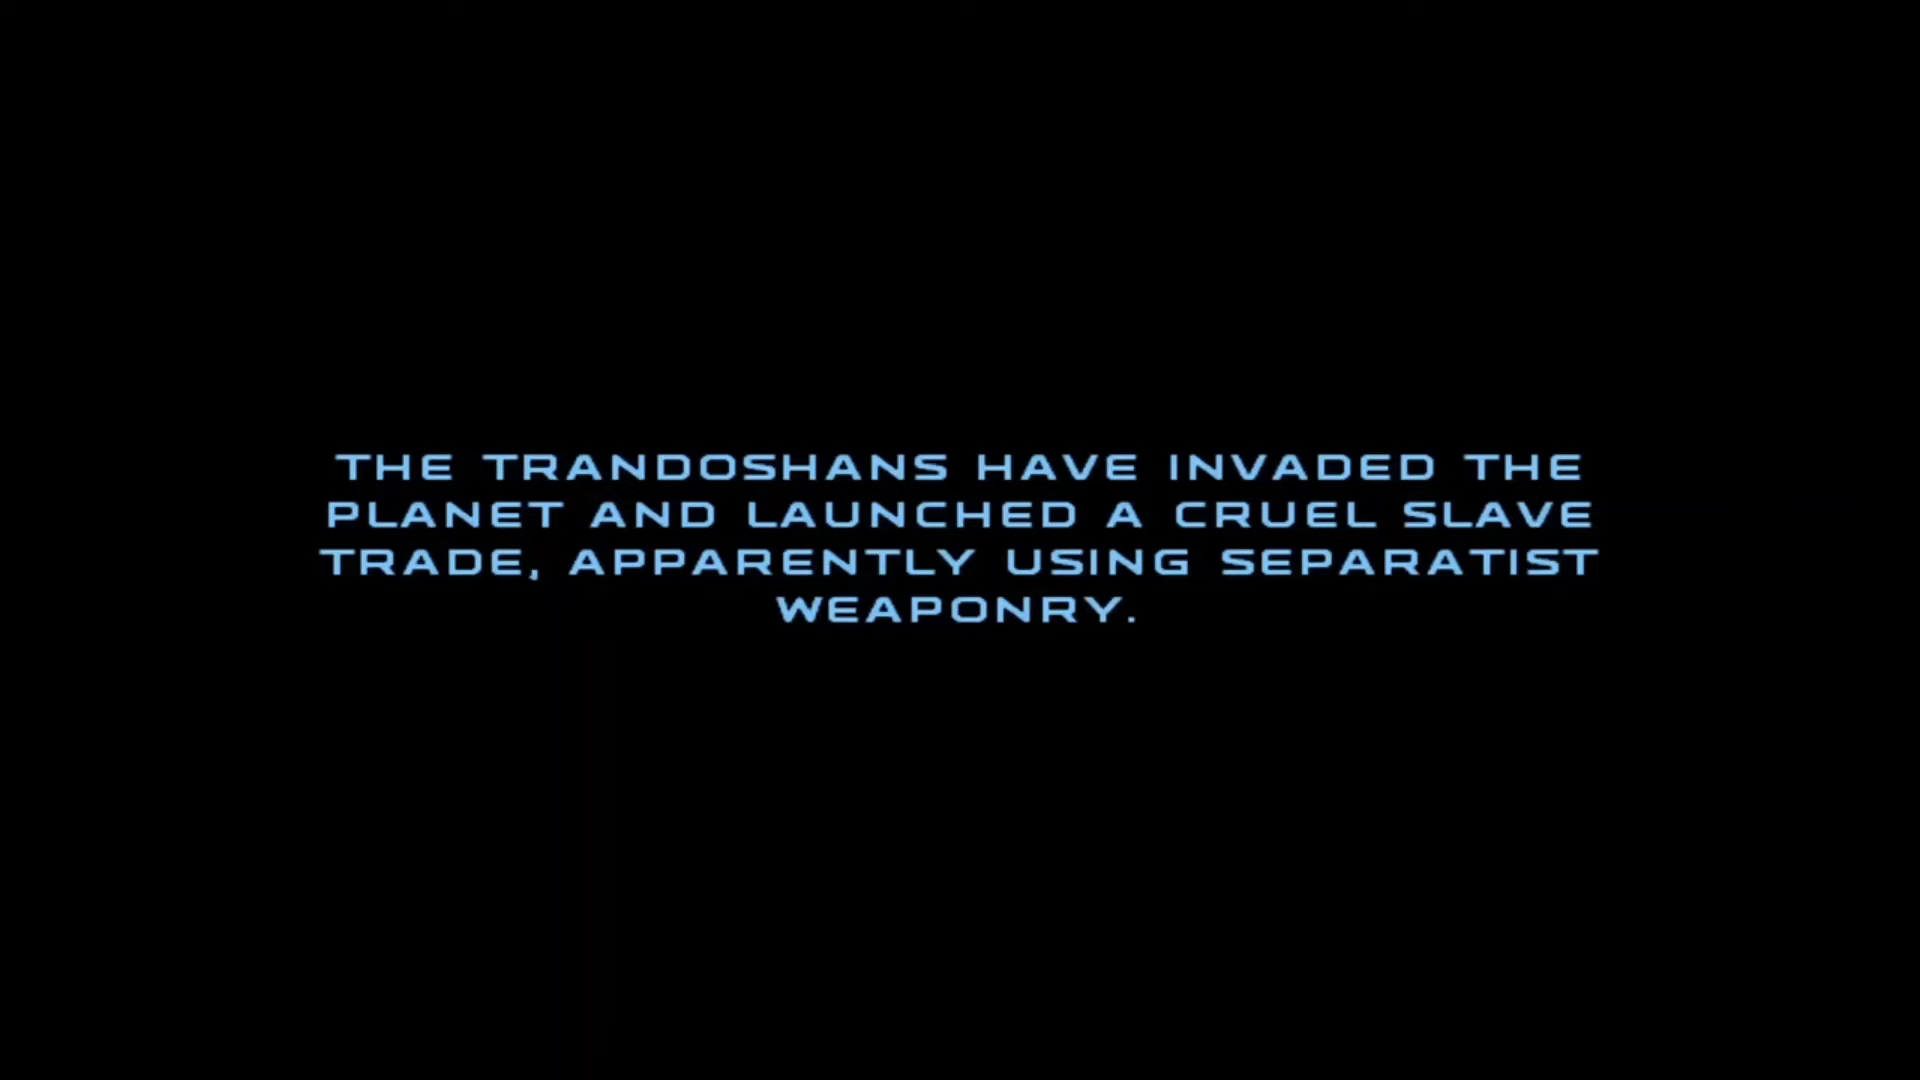 THE TRANDOSHANS HAVE INVADED THE
PLANET AND LAUNCHED A CRUEL SLAVE
TRADE, APPARENTLY USING SEPARATIST
WEAPONRY.